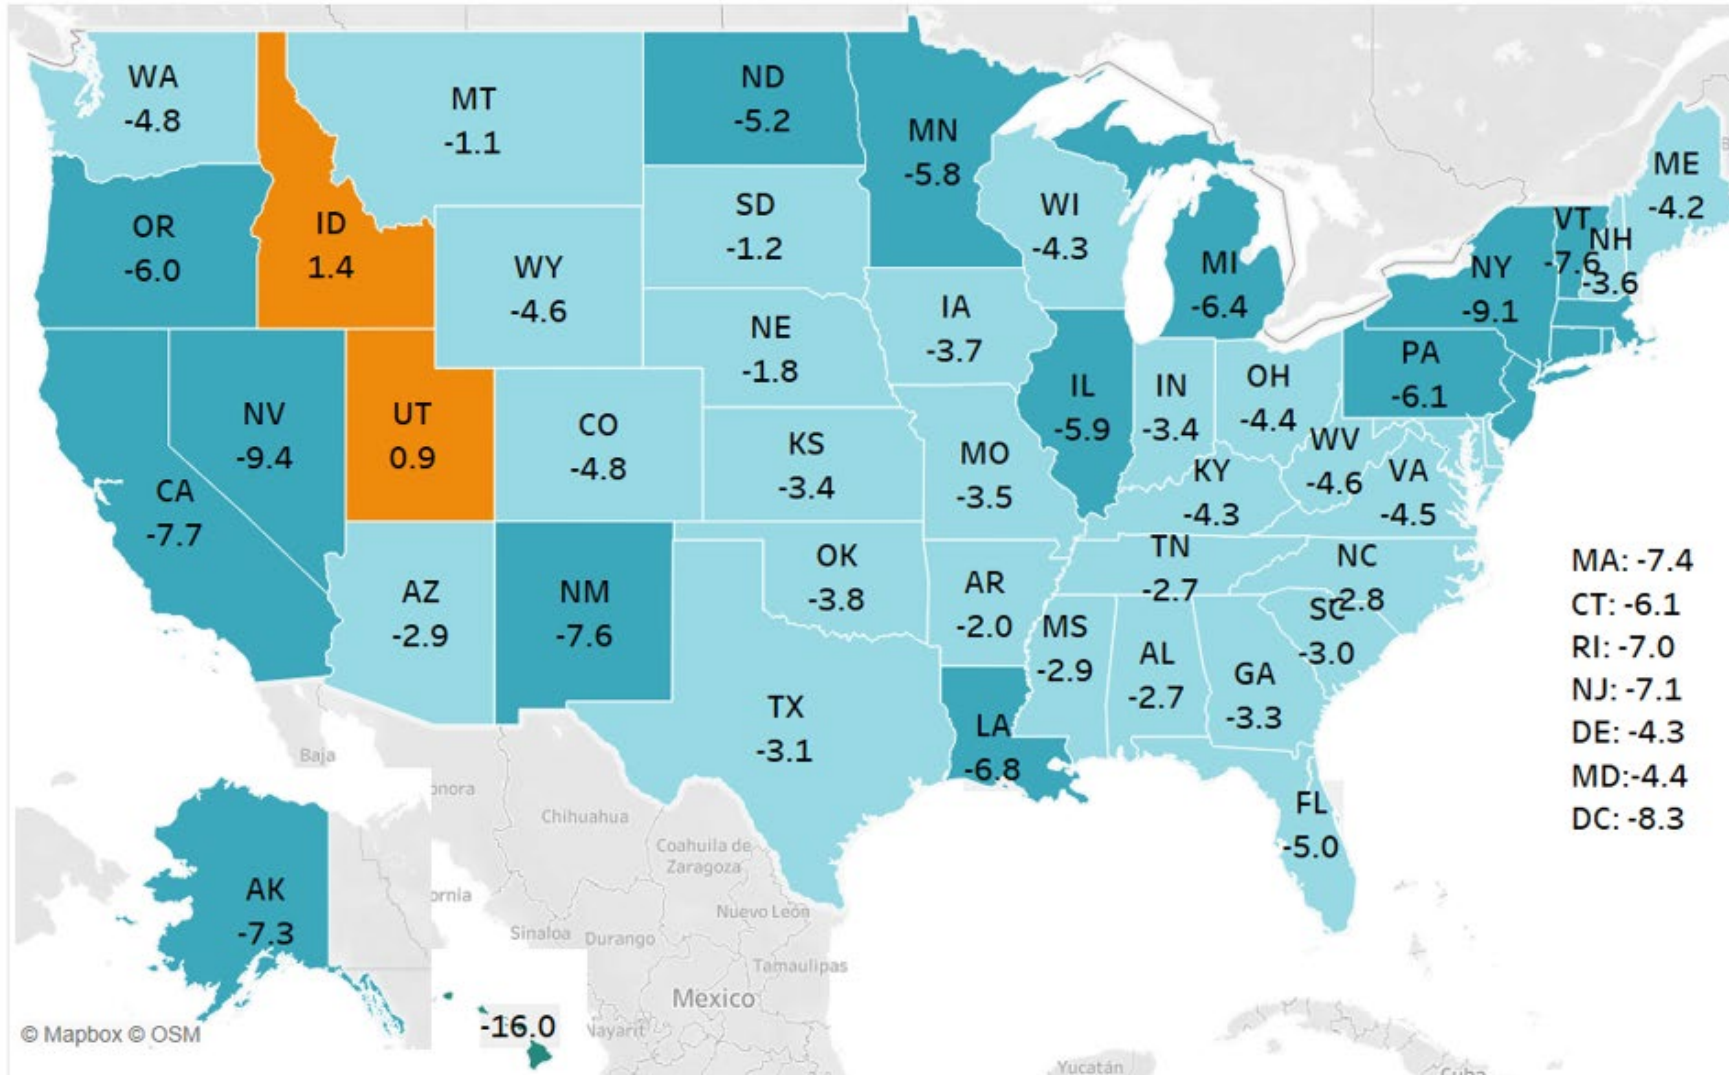 WA
-4.8
MT
-1.1
ND
-5.2
MN
-5.8
OR
-6.0
ID
1.4
WY
-4.6
SD
-1.2
WI
-4.3
MI
-6.4
ME
-4.2
VT
-7.6
NH
-3.6
NY
-9.1
NE
-1.8
IA
-3.7
PA
-6.1
NV
-9.4
UT
0.9
CO
-4.8
KS
-3.4
MO
-3.5
IL
-5.9
IN
-3.4
OH
-4.4
WV
-4.6
VA
-4.5
KY
-4.3
CA
-7.7
AZ
-2.9
NM
-7.6
OK
-3.8
AR
-2.0
TN
-2.7
NC
-2.8
SC
-3.0
MS
-2.9
AL
-2.7
GA
-3.3
TX
-3.1
LA
-6.8
FL
-5.0
MA: -7.4
CT: -6.1
RI: -7.0
NJ: -7.1
DE: -4.3
MD:-4.4
DC: -8.3
AK
-7.3
-16.0
Baja
onora
Chihuahua
Coahuila de
Zaragoza
ornia
Sinaloa
Durango
Nuevo León
Tamaulipas
Mexico
Nayarit
Yucatán
Cuba
© Mapbox © OSM